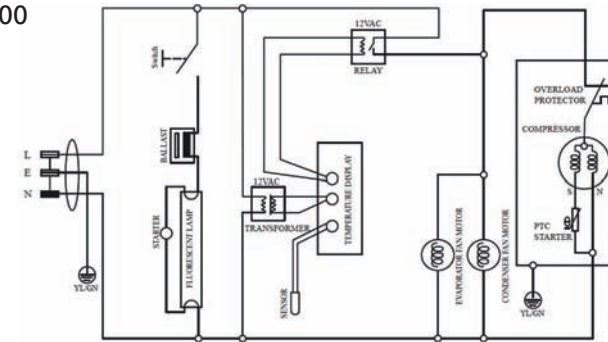 00
12VAC
RELAY
Switch
OVERLOAD
PROTECTOR
COMPRESSOR
BALLAST
L
E
N
12VAC
TRANSFORMER
TEMPERATURE DISPLAY
STARTER
FLUORESCENT LAMP
S
N
PTC
STARTER
EVAPORATOR FAN MOTOR
CONDENSER FAN MOTOR
SENSOR
YL/GN
YL/GN